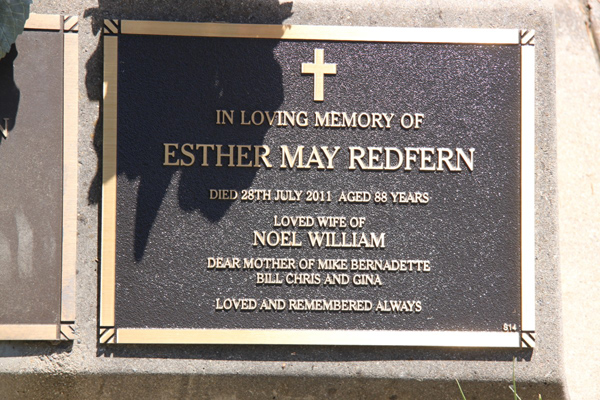 IN LOVING MEMORY OF
ESTHER MAY REDFERN
DIED 28TH JULY 2011 AGED 88 YEARS
LOVED WIFE OF
NOEL WILLIAM
DEAR MOTHER OF MIKE BERNADETTE
BILL CHRIS AND GINA
LOVED AND REMEMBERED ALWAYS
S14